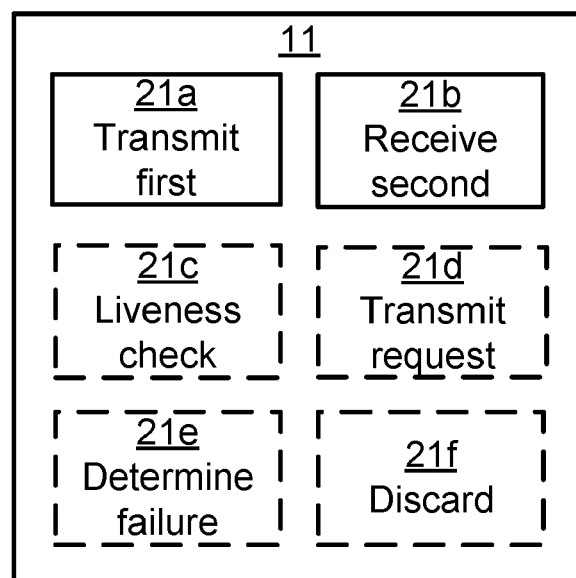 11
21a
Transmit
first
21b
Receive
second
21c
Liveness
check
21d
Transmit
request
21e
Determine
failure
21f
Discard